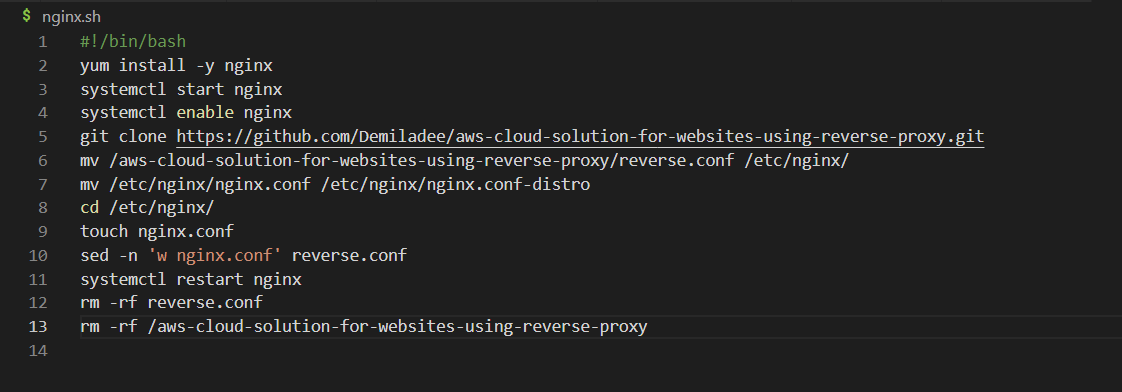 $ nginx.sh
1 #!/bin/bash
2 yum install -y nginx
3 systemctl start nginx
4 systemctl enable nginx
5 git clone https://github.com/Demiladee/aws-cloud-solution-for-websites-using-reverse-proxy.git
6 mv /aws-cloud-solution-for-websites-using-reverse-proxy/reverse.conf /etc/nginx/
7 mv /etc/nginx/nginx.conf /etc/nginx/nginx.conf-distro
8 cd /etc/nginx/
9 touch nginx.conf
10 sed -n 'w nginx.conf' reverse.conf
11 systemctl restart nginx
12 rm -rf reverse.conf
13 rm -rf /aws-cloud-solution-for-websites-using-reverse-proxy
14